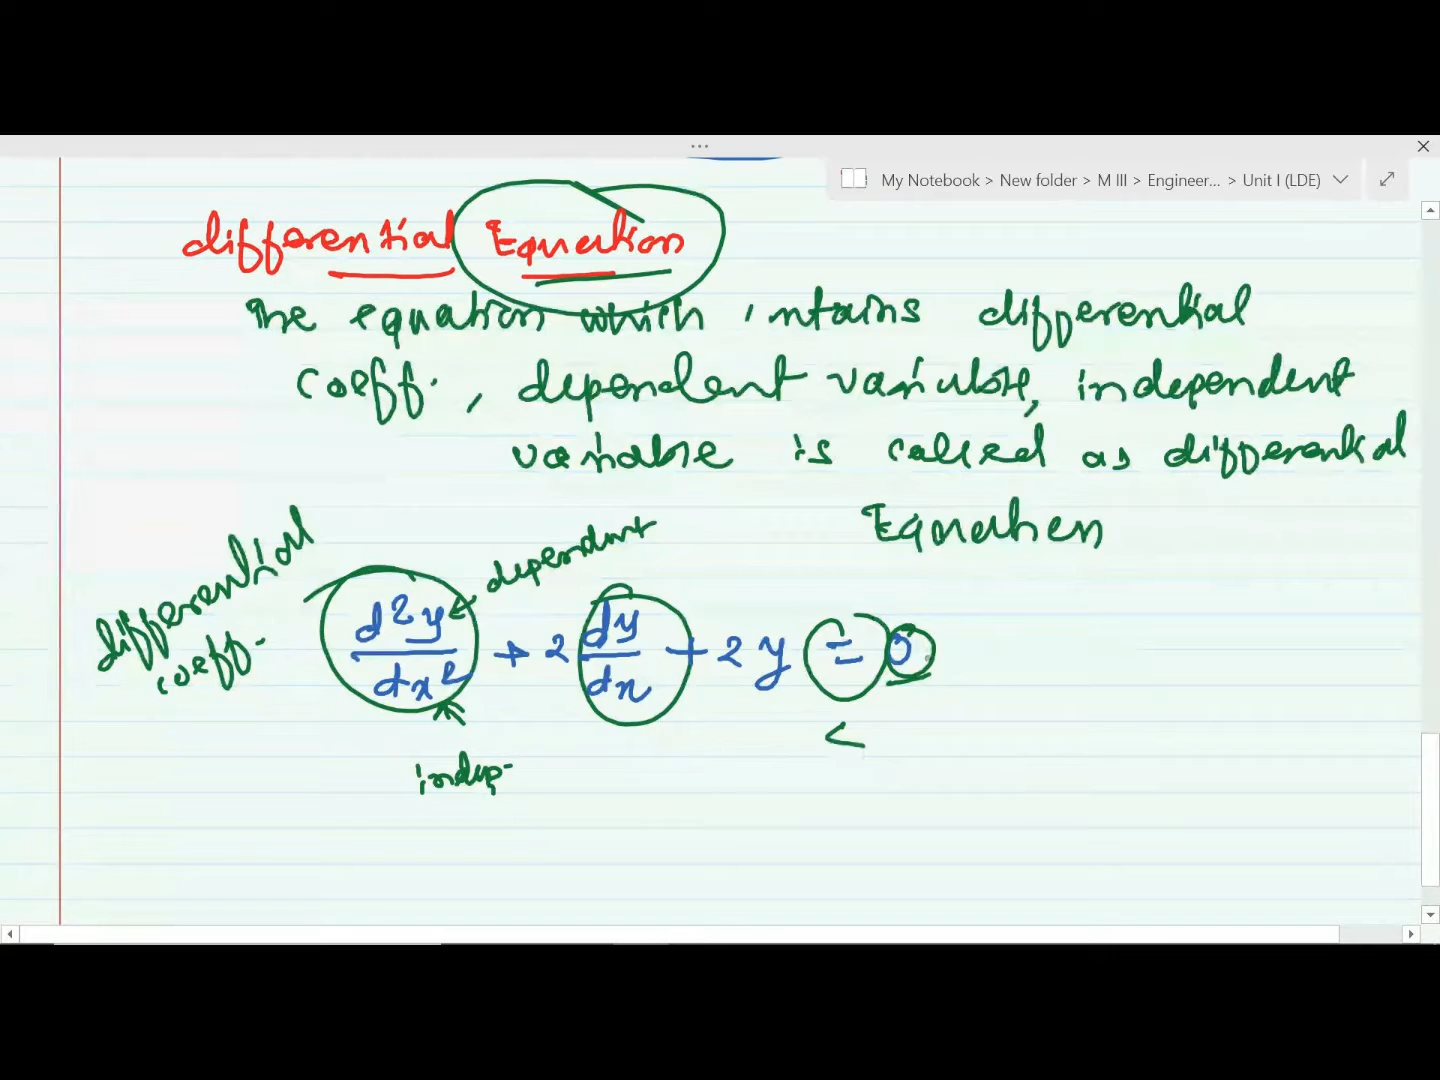 My Notebook > New folder > M III > Engineer... > Unit I (LDE)
differential Equation
The equation which intains differential
coeff., dependent variable, independent
variable is called as differential
Equation
differential coeff.
dependent
d²y/dx² + 2 dy/dx + 2y = 0
<
indep.